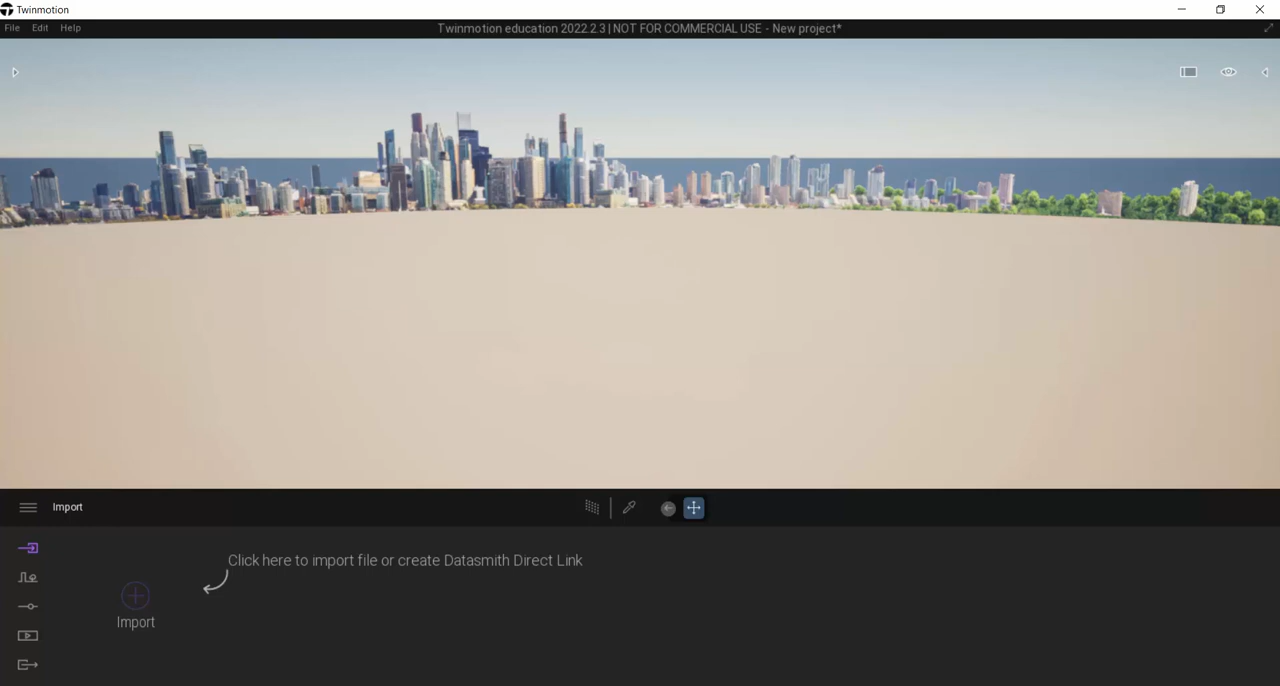 Twinmotion
File Edit Help
Twinmotion education 2022.2.3 | NOT FOR COMMERCIAL USE - New project*
Import
Click here to import file or create Datasmith Direct Link
Import